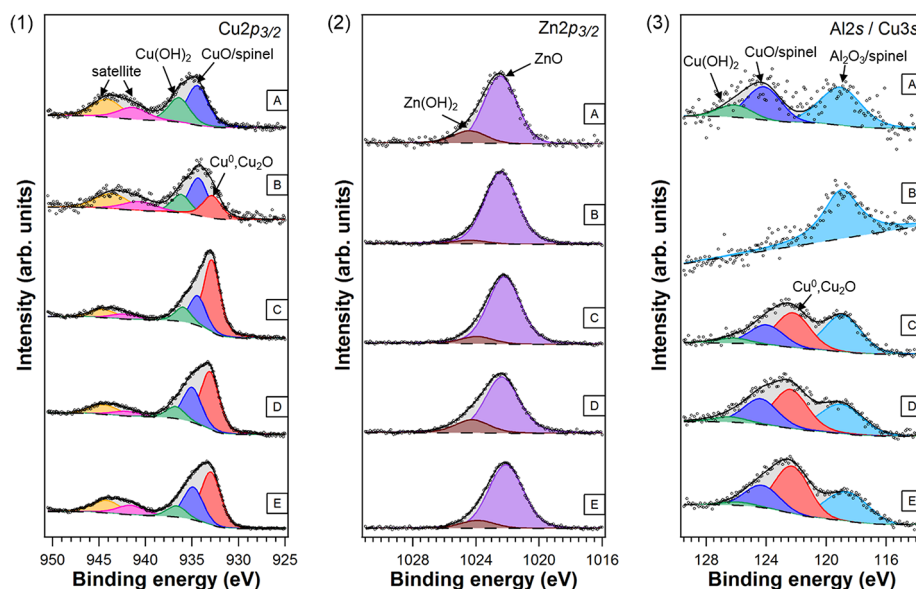 (1)
Cu2p3/2
Cu(OH)2
CuO/spinel
satellite
A
Cu0,Cu2O
B
C
D
E
Intensity (arb. units)
950
945
940
935
930
925
Binding energy (eV)
(2)
Zn2p3/2
ZnO
Zn(OH)2
A
B
C
D
E
Intensity (arb. units)
1028
1024
1020
1016
Binding energy (eV)
(3)
Al2s / Cu3s
CuO/spinel
Cu(OH)2
Al2O3/spinel
A
B
Cu0,Cu2O
C
D
E
Intensity (arb. units)
128
124
120
116
Binding energy (eV)